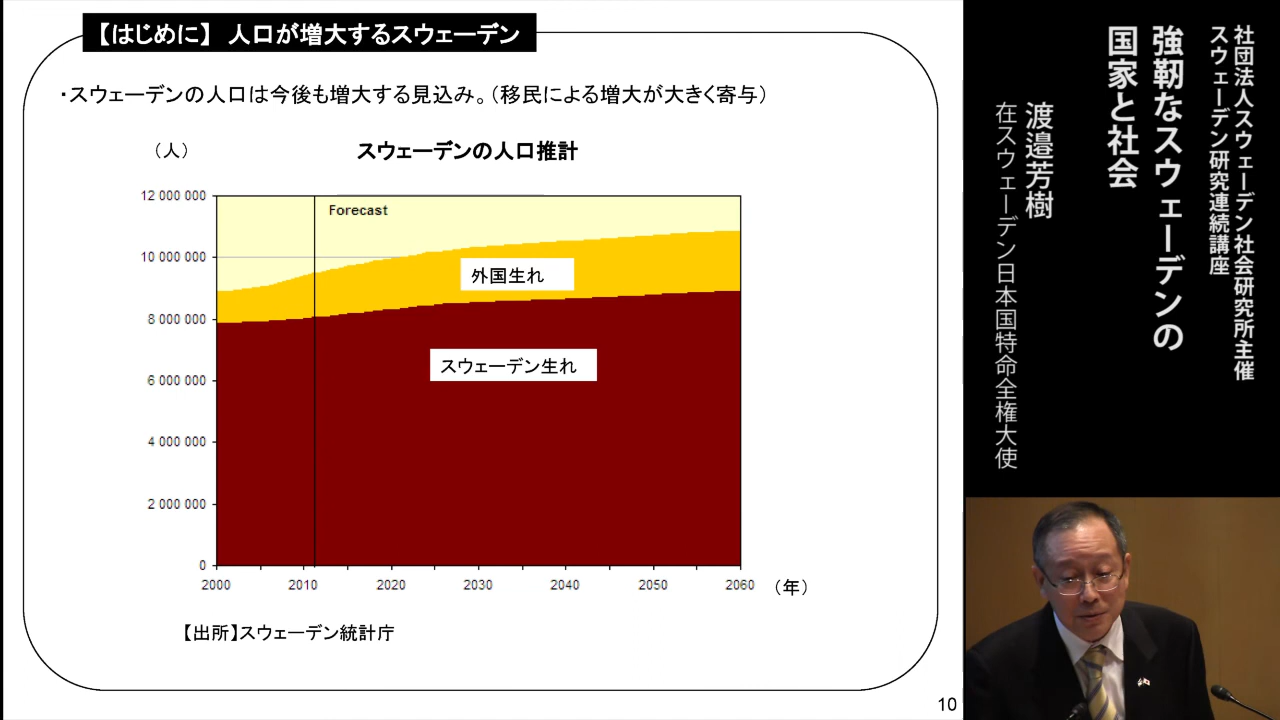 【はじめに】 人口が増大するスウェーデン
・スウェーデンの人口は今後も増大する見込み。（移民による増大が大きく寄与）
（人）
スウェーデンの人口推計
12 000 000
10 000 000
8 000 000
6 000 000
4 000 000
2 000 000
0
Forecast
外国生れ
スウェーデン生れ
2000
2010
2020
2030
2040
2050
2060
（年）
【出所】スウェーデン統計庁
10
社団法人スウェーデン社会研究所主催
スウェーデン研究連続講座
強靭なスウェーデンの
国家と社会
渡邉芳樹
在スウェーデン日本国特命全権大使